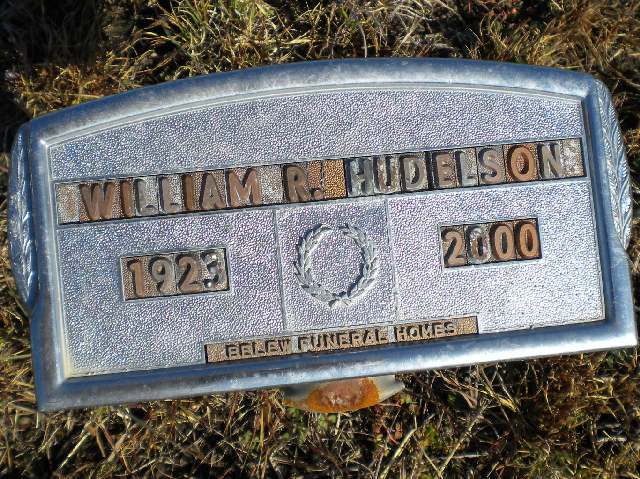 WILLIAM R. HUDELSON
1923
2000
BELEW FUNERAL HOMES